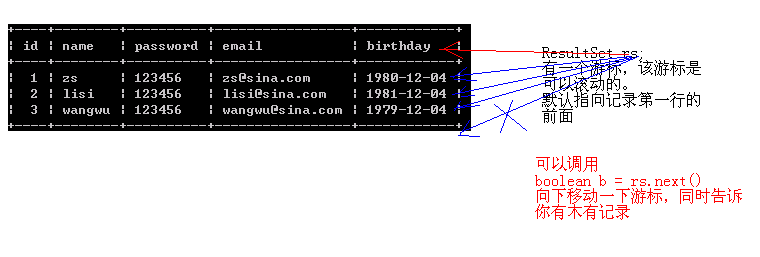 id | name | password | email | birthday
1 | zs | 123456 | zs@sina.com | 1980-12-04
2 | lisi | 123456 | lisi@sina.com | 1981-12-04
3 | wangwu | 123456 | wangwu@sina.com | 1979-12-04
ResultSet rs:
有一个游标，该游标是
可以滚动的。
默认指向记录第一行的
前面
可以调用
boolean b = rs.next()
向下移动一下游标，同时告诉
你有木有记录